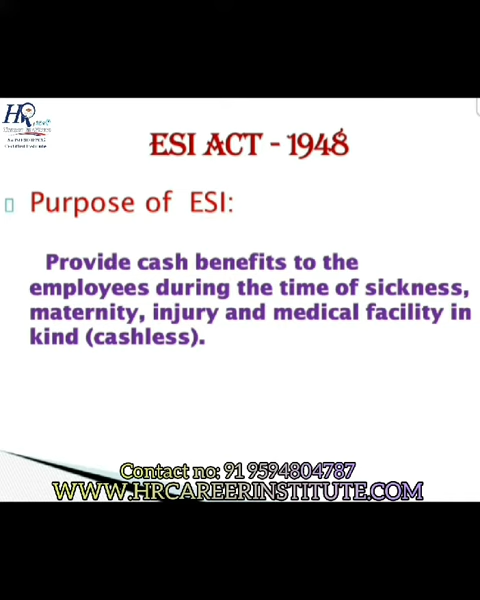 HR
ESI ACT - 1948
Purpose of ESI:
Provide cash benefits to the
employees during the time of sickness,
maternity, injury and medical facility in
kind (cashless).
Contact no: 91 9594804787
WWW.HRCAREERINSTITUTE.COM